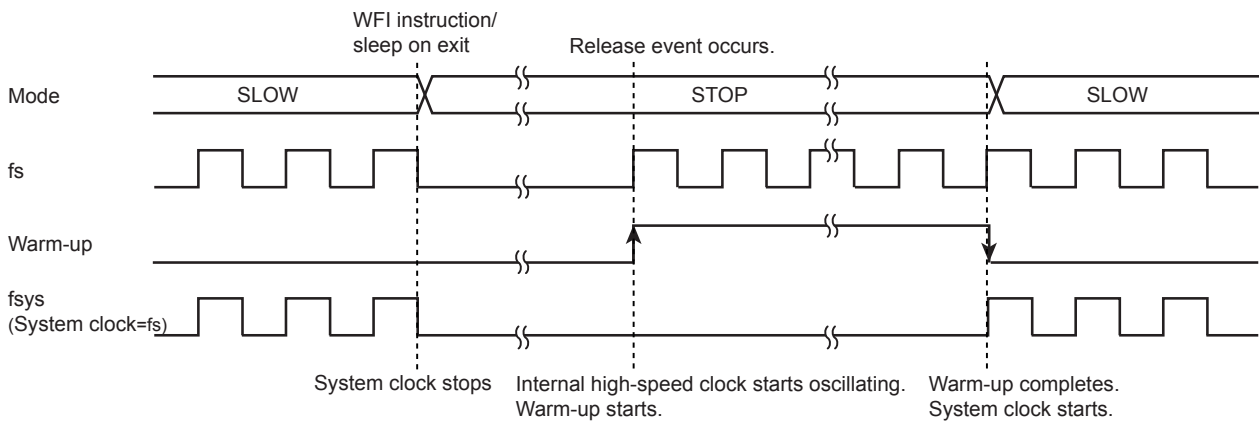 WFI instruction/
sleep on exit
Release event occurs.
Mode
SLOW
STOP
SLOW
fs
Warm-up
fsys
(System clock=fs)
System clock stops
Internal high-speed clock starts oscillating.
Warm-up starts.
Warm-up completes.
System clock starts.